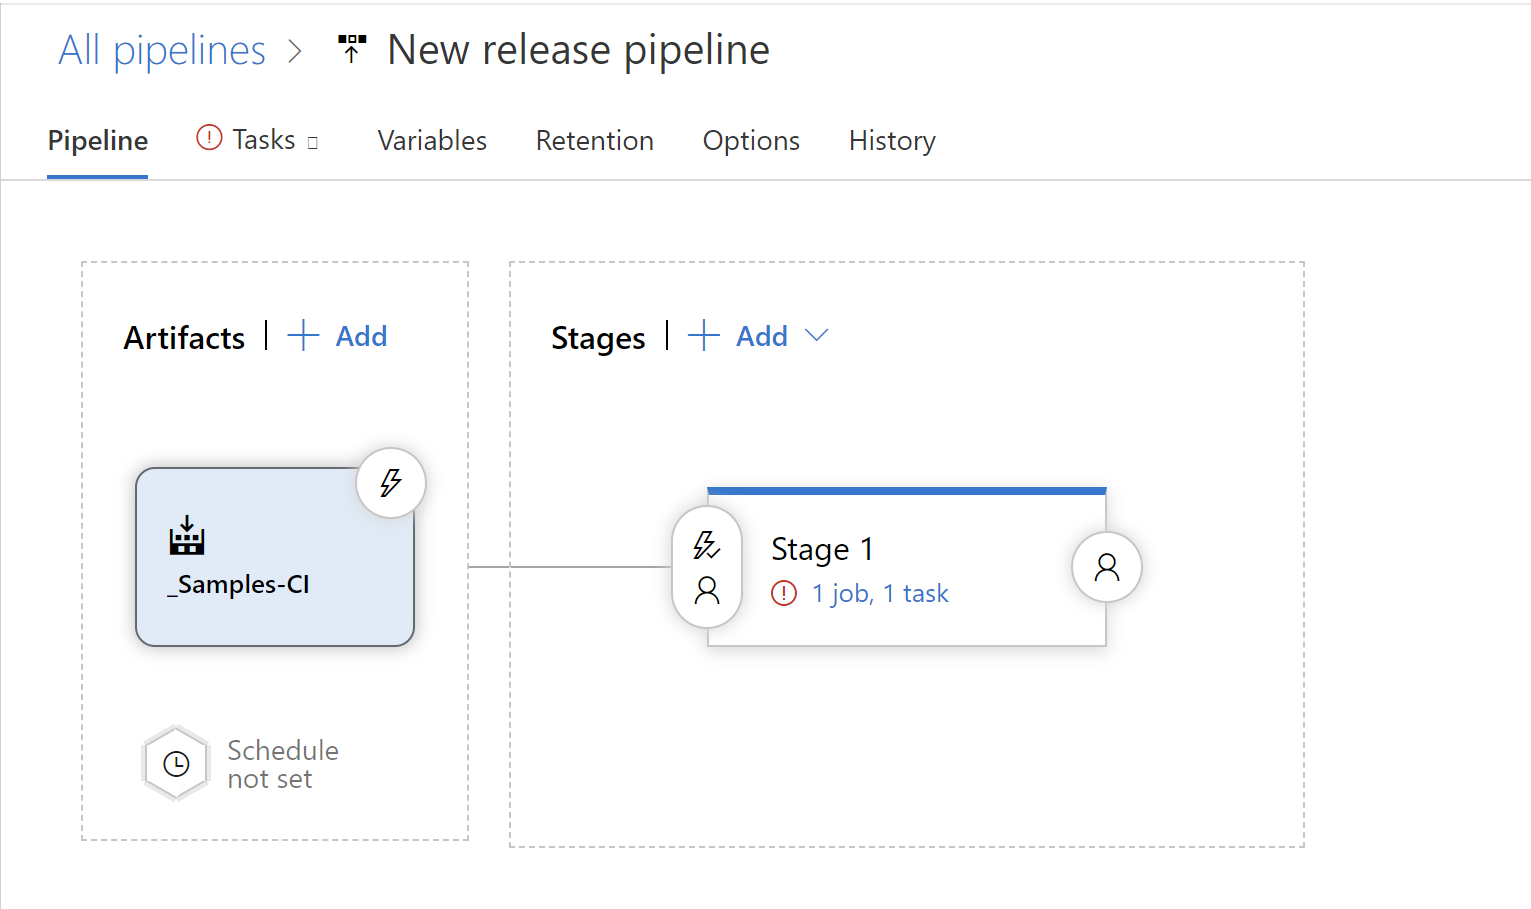 All pipelines > New release pipeline
Pipeline Tasks Variables Retention Options History
Artifacts | + Add
Stages | + Add
_Samples-CI
Stage 1
1 job, 1 task
Schedule
not set